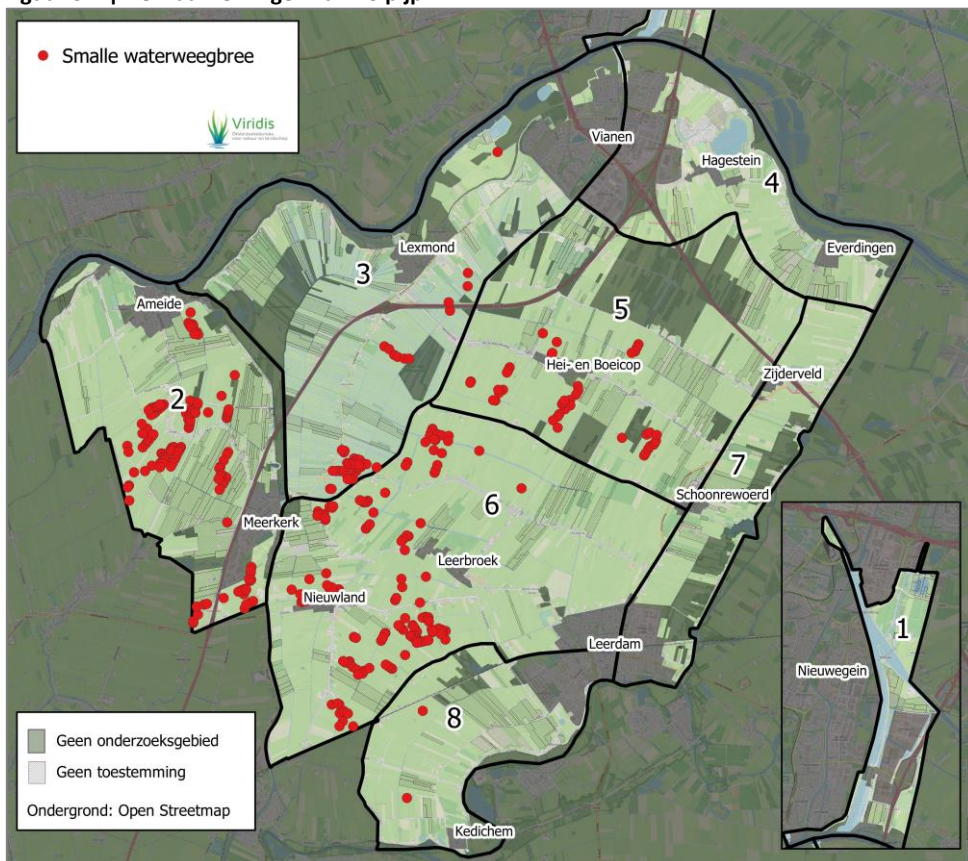 Smalle waterweegbree
Viridis
Vianen
Hagestein
4
Everdingen
Lexmond
3
Ameide
5
Hei- en Boeicop
Zijderveld
2
7
Schoonrewoerd
6
Meerkerk
Leerbroek
Nieuwland
Leerdam
1
Nieuwegein
8
Kedichem
Geen onderzoeksgebied
Geen toestemming
Ondergrond: Open Streetmap